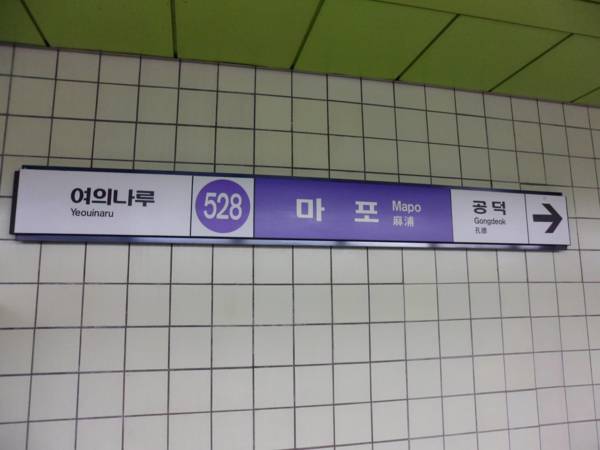 여의나루
Yeouinaru
528
마 포
Mapo
麻浦
공덕
Gongdeok
孔德